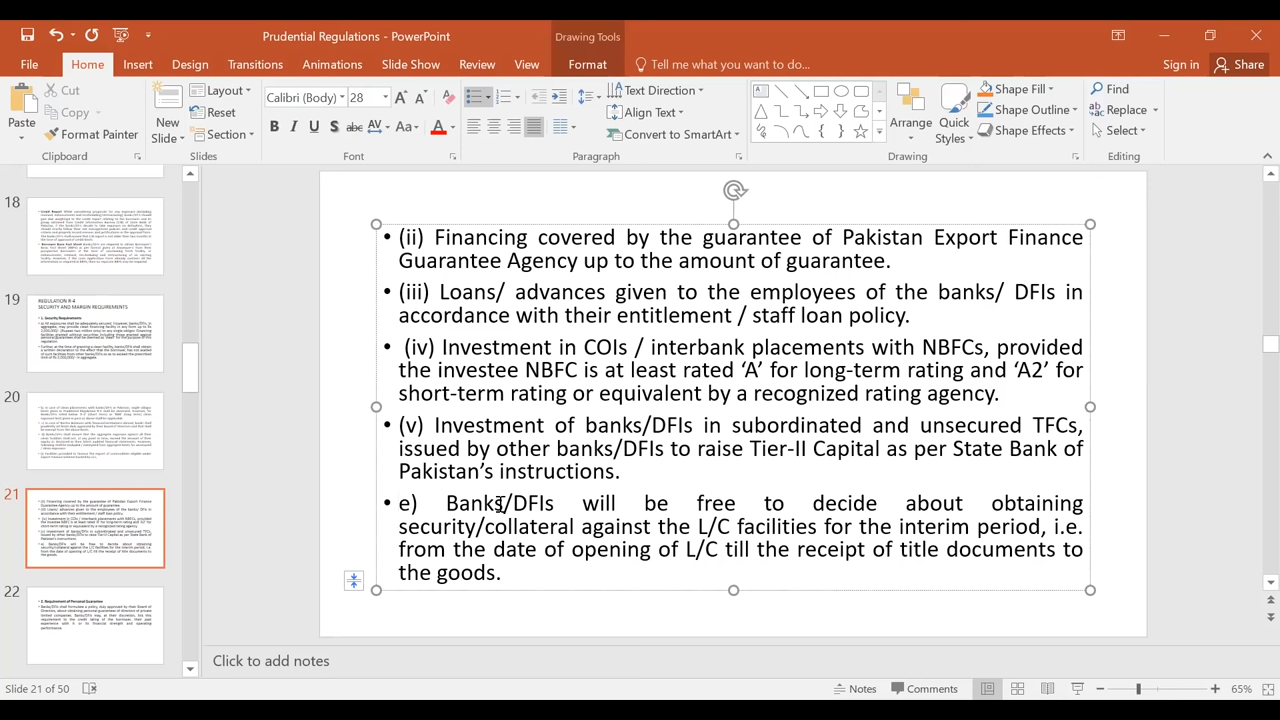 Prudential Regulations - PowerPoint
Drawing Tools
File Home Insert Design Transitions Animations Slide Show Review View Format Tell me what you want to do... Sign in Share
Paste
Cut
Copy
Format Painter
Clipboard
New Slide
Layout
Reset
Section
Slides
Calibri (Body) 28
Font
Text Direction
Align Text
Convert to SmartArt
Paragraph
Arrange
Quick Styles
Shape Fill
Shape Outline
Shape Effects
Drawing
Find
Replace
Select
Editing
18
19
REGULATION R-4
SECURITY AND MARGIN REQUIREMENTS
1. Security Requirements
20
21
22
2. Requirement of Personal Guarantee
• (ii) Financing covered by the guarantee of Pakistan Export Finance
Guarantee Agency up to the amount of guarantee.
• (iii) Loans/ advances given to the employees of the banks/ DFIs in
accordance with their entitlement / staff loan policy.
• (iv) Investment in COIs / interbank placements with NBFCs, provided
the investee NBFC is at least rated ‘A’ for long-term rating and ‘A2’ for
short-term rating or equivalent by a recognized rating agency.
• (v) Investment of banks/DFIs in subordinated and unsecured TFCs,
issued by other banks/DFIs to raise Tier-II Capital as per State Bank of
Pakistan’s instructions.
• e) Banks/DFIs will be free to decide about obtaining
security/collateral against the L/C facilities for the interim period, i.e.
from the date of opening of L/C till the receipt of title documents to
the goods.
Click to add notes
Slide 21 of 50
Notes
Comments
65%